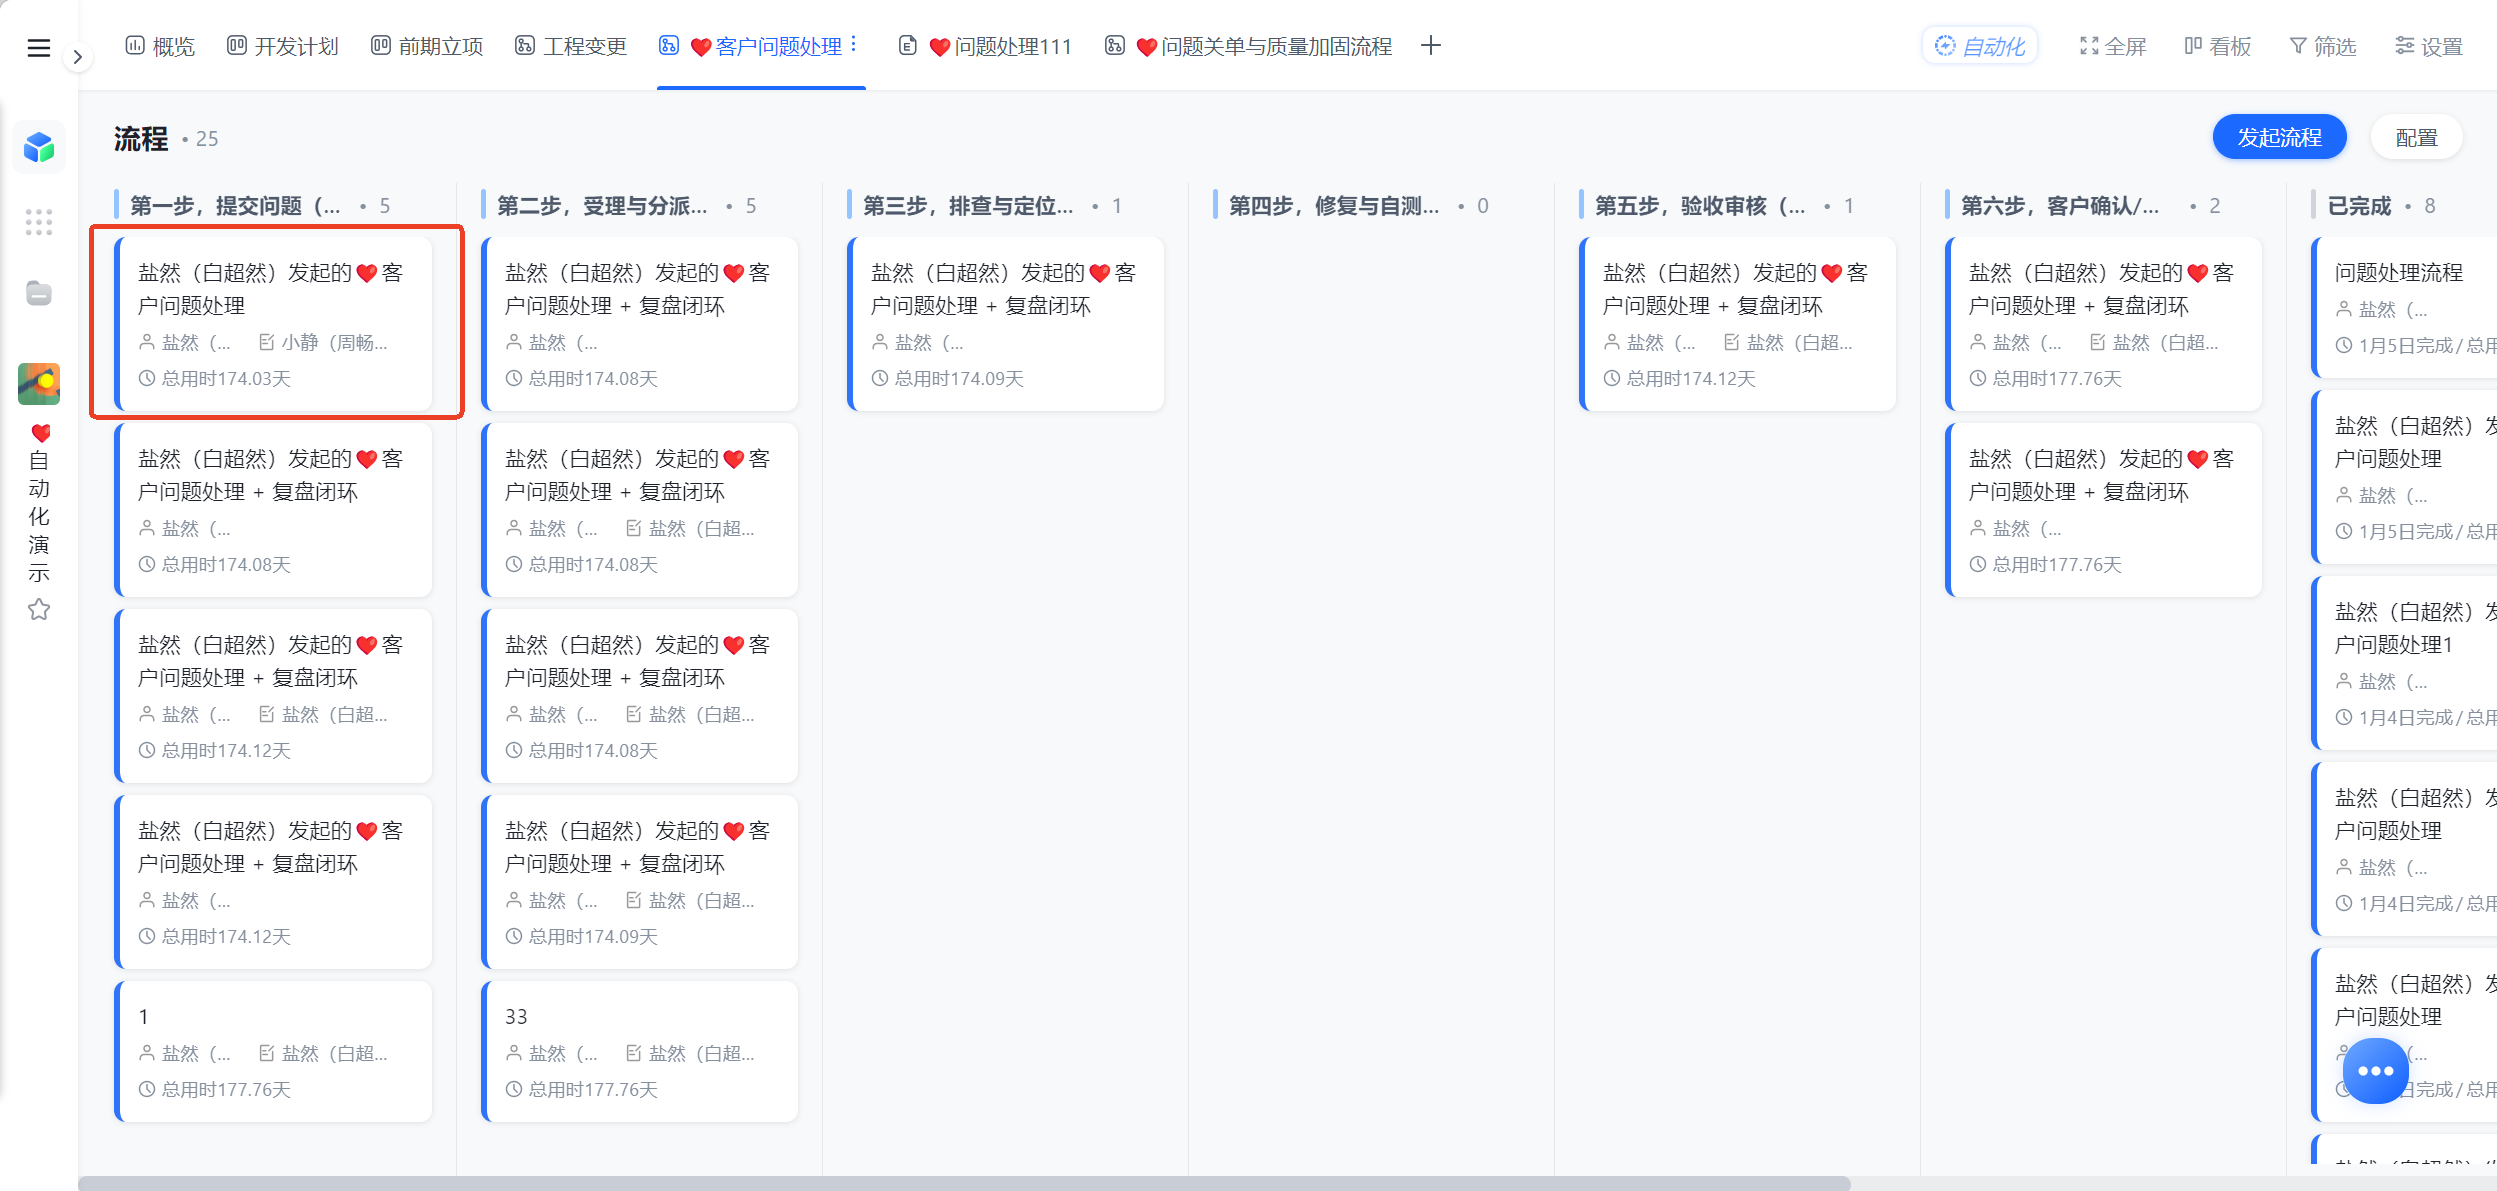 概览
开发计划
前期立项
工程变更
❤️客户问题处理
❤️问题处理111
❤️问题关单与质量加固流程
自动化
全屏
看板
筛选
设置
流程 • 25
发起流程
配置
❤️
自
动
化
演
示
第一步，提交问题（... • 5
盐然（白超然）发起的❤️客
户问题处理
盐然（... 小静（周畅...
总用时174.03天
盐然（白超然）发起的❤️客
户问题处理 + 复盘闭环
盐然（...
总用时174.08天
盐然（白超然）发起的❤️客
户问题处理 + 复盘闭环
盐然（... 盐然（白超...
总用时174.12天
盐然（白超然）发起的❤️客
户问题处理 + 复盘闭环
盐然（...
总用时174.12天
1
盐然（... 盐然（白超...
总用时177.76天
第二步，受理与分派... • 5
盐然（白超然）发起的❤️客
户问题处理 + 复盘闭环
盐然（...
总用时174.08天
盐然（白超然）发起的❤️客
户问题处理 + 复盘闭环
盐然（... 盐然（白超...
总用时174.08天
盐然（白超然）发起的❤️客
户问题处理 + 复盘闭环
盐然（... 盐然（白超...
总用时174.08天
盐然（白超然）发起的❤️客
户问题处理 + 复盘闭环
盐然（... 盐然（白超...
总用时174.09天
33
盐然（... 盐然（白超...
总用时177.76天
第三步，排查与定位... • 1
盐然（白超然）发起的❤️客
户问题处理 + 复盘闭环
盐然（...
总用时174.09天
第四步，修复与自测... • 0
第五步，验收审核（... • 1
盐然（白超然）发起的❤️客
户问题处理 + 复盘闭环
盐然（... 盐然（白超...
总用时174.12天
第六步，客户确认/... • 2
盐然（白超然）发起的❤️客
户问题处理 + 复盘闭环
盐然（... 盐然（白超...
总用时177.76天
盐然（白超然）发起的❤️客
户问题处理 + 复盘闭环
盐然（...
总用时177.76天
已完成 • 8
问题处理流程
盐然（...
1月5日完成/总用
盐然（白超然）发
户问题处理
盐然（...
1月5日完成/总用
盐然（白超然）发
户问题处理1
盐然（...
1月4日完成/总用
盐然（白超然）发
户问题处理
盐然（...
1月4日完成/总用
盐然（白超然）发
户问题处理
（...
日完成/总用